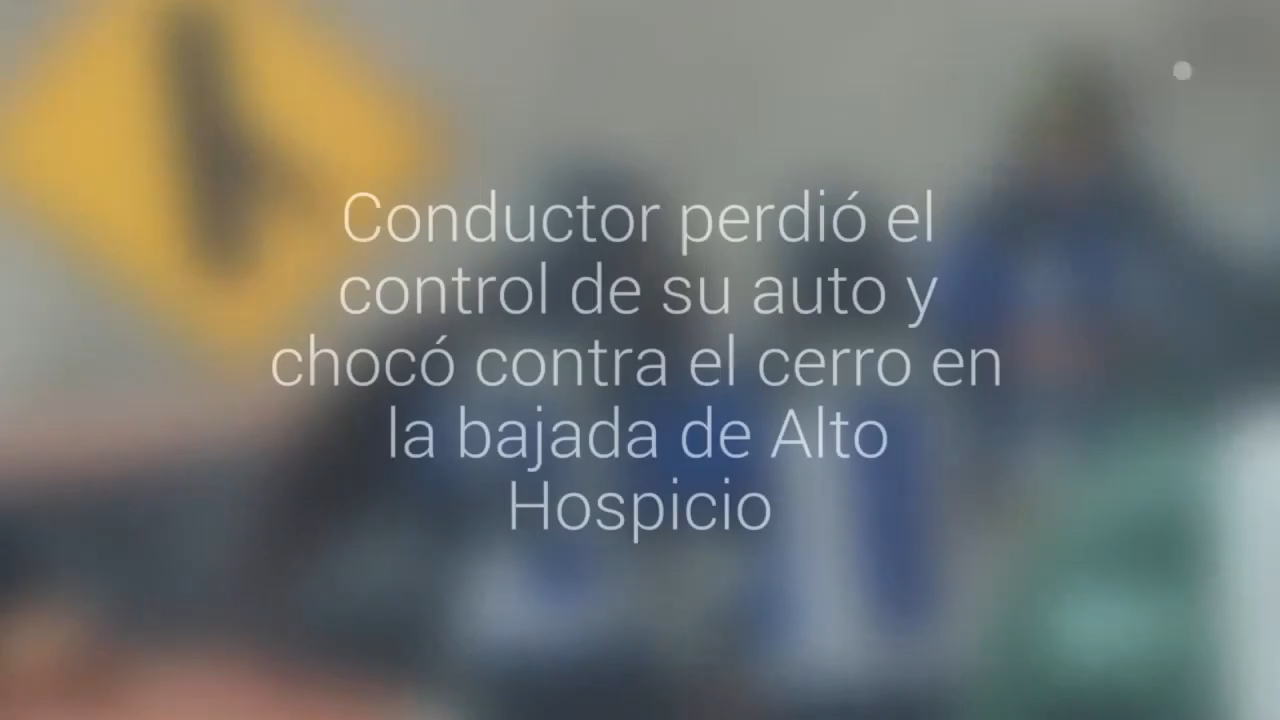 Conductor perdió el
control de su auto y
chocó contra el cerro en
la bajada de Alto
Hospicio